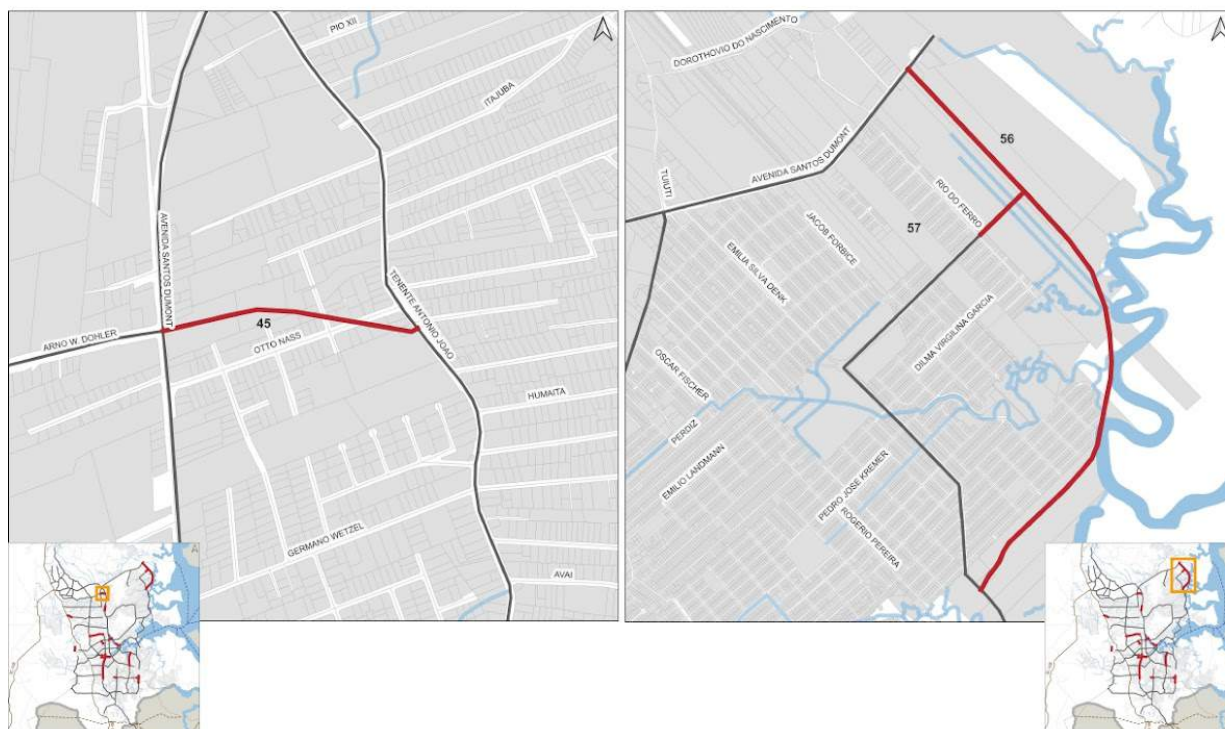 PIO XII
ITAJUBA
AVENIDA SANTOS DUMONT
TENENTE ANTONIO JOAO
45
ARNO W. DOHLER
OTTO NASS
HUMAITA
GERMANO WETZEL
AVAI
DOROTHOVIO DO NASCIMENTO
56
AVENIDA SANTOS DUMONT
TUIUTI
RIO DO FERRO
57
JACOB FORBICE
EMILIA SILVA DENK
DILMA VIRGILINA GARCIA
OSCAR FISCHER
PERDIZ
EMILIO LANDMANN
PEDRO JOSE KREMER
ROGERIO PEREIRA